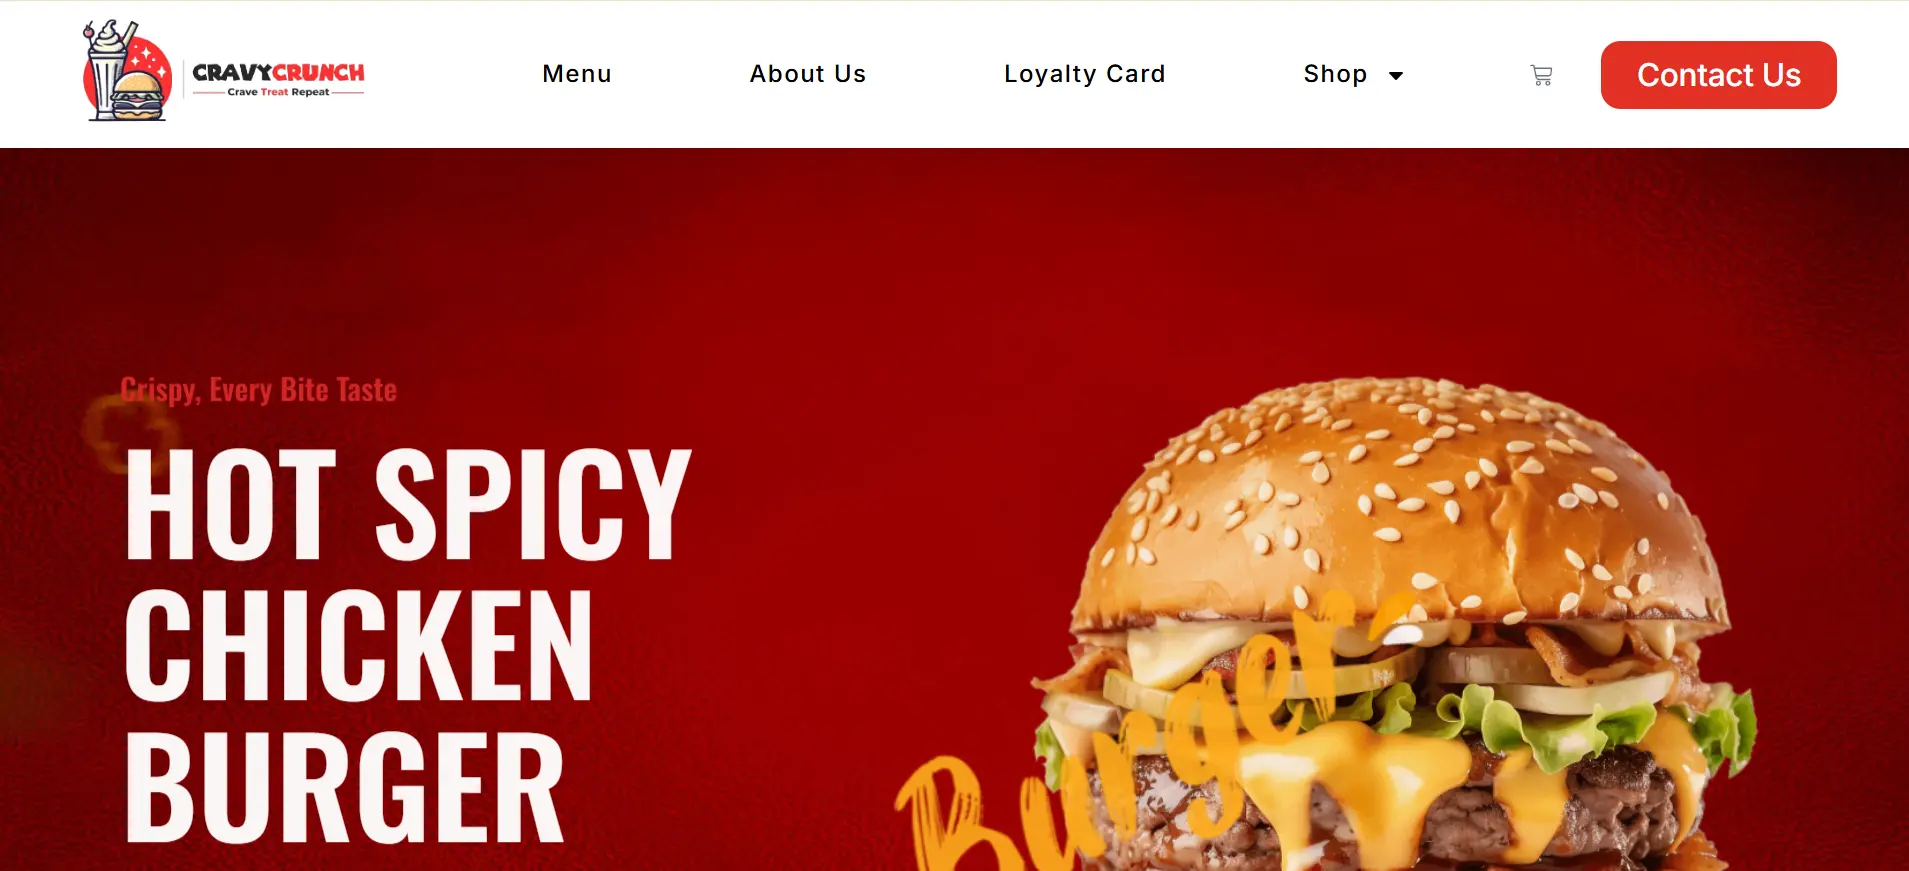 CRAVYCRUNCH
Crave Treat Repeat
Menu
About Us
Loyalty Card
Shop
Contact Us
Crispy, Every Bite Taste
HOT SPICY
CHICKEN
BURGER
Burger